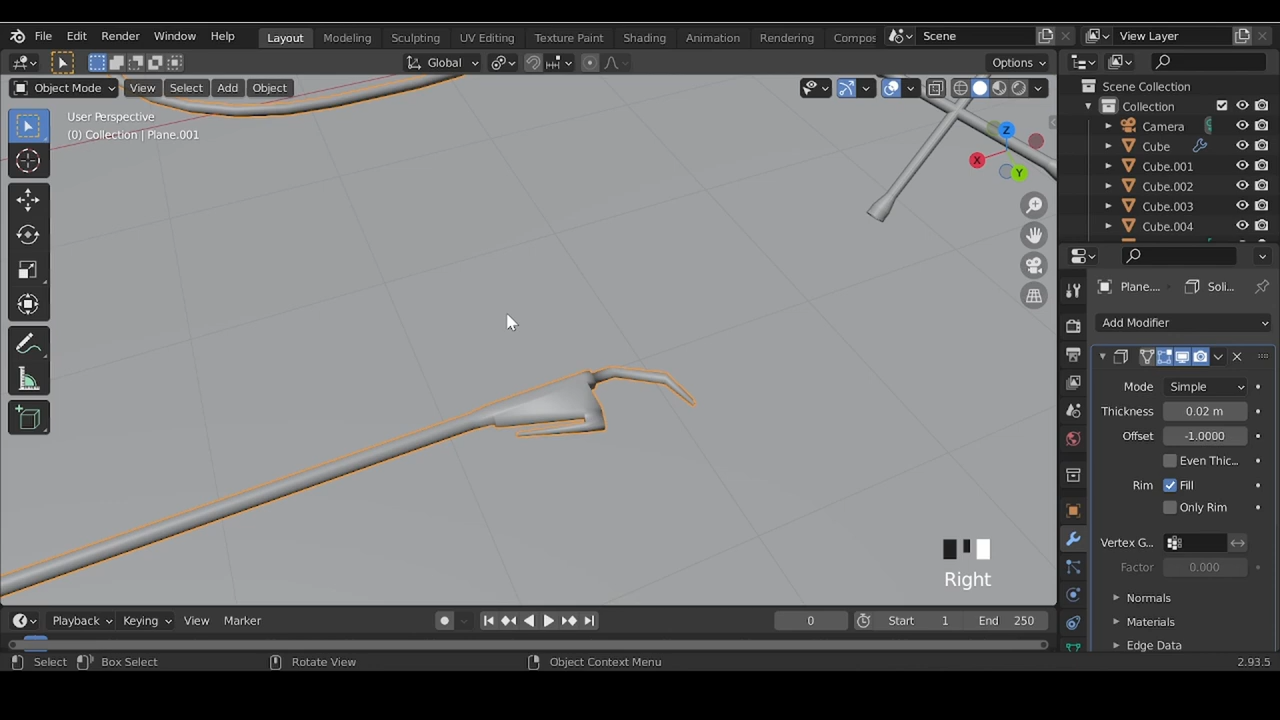 File Edit Render Window Help Layout Modeling Sculpting UV Editing Texture Paint Shading Animation Rendering Compos Scene View Layer
Global Options
Object Mode View Select Add Object
User Perspective
(0) Collection | Plane.001
Z
X
Y
Right
Scene Collection
Collection
Camera
Cube
Cube.001
Cube.002
Cube.003
Cube.004
Plane.... Soli...
Add Modifier
Mode Simple
Thickness 0.02 m
Offset -1.0000
Even Thic...
Rim Fill
Only Rim
Vertex G...
Factor 0.000
Normals
Materials
Edge Data
Playback Keying View Marker 0 Start 1 End 250
Select Box Select Rotate View Object Context Menu 2.93.5